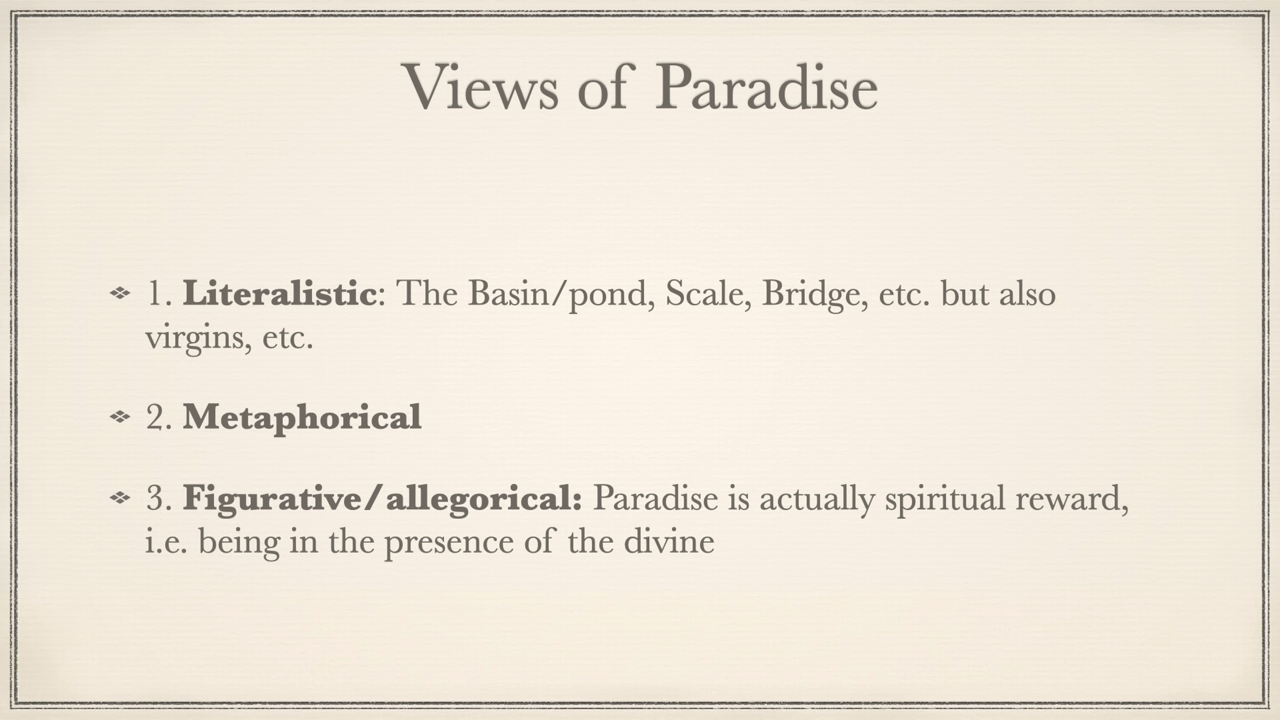 Views of Paradise
❖ 1. Literalistic: The Basin/pond, Scale, Bridge, etc. but also
virgins, etc.
❖ 2. Metaphorical
❖ 3. Figurative/allegorical: Paradise is actually spiritual reward,
i.e. being in the presence of the divine